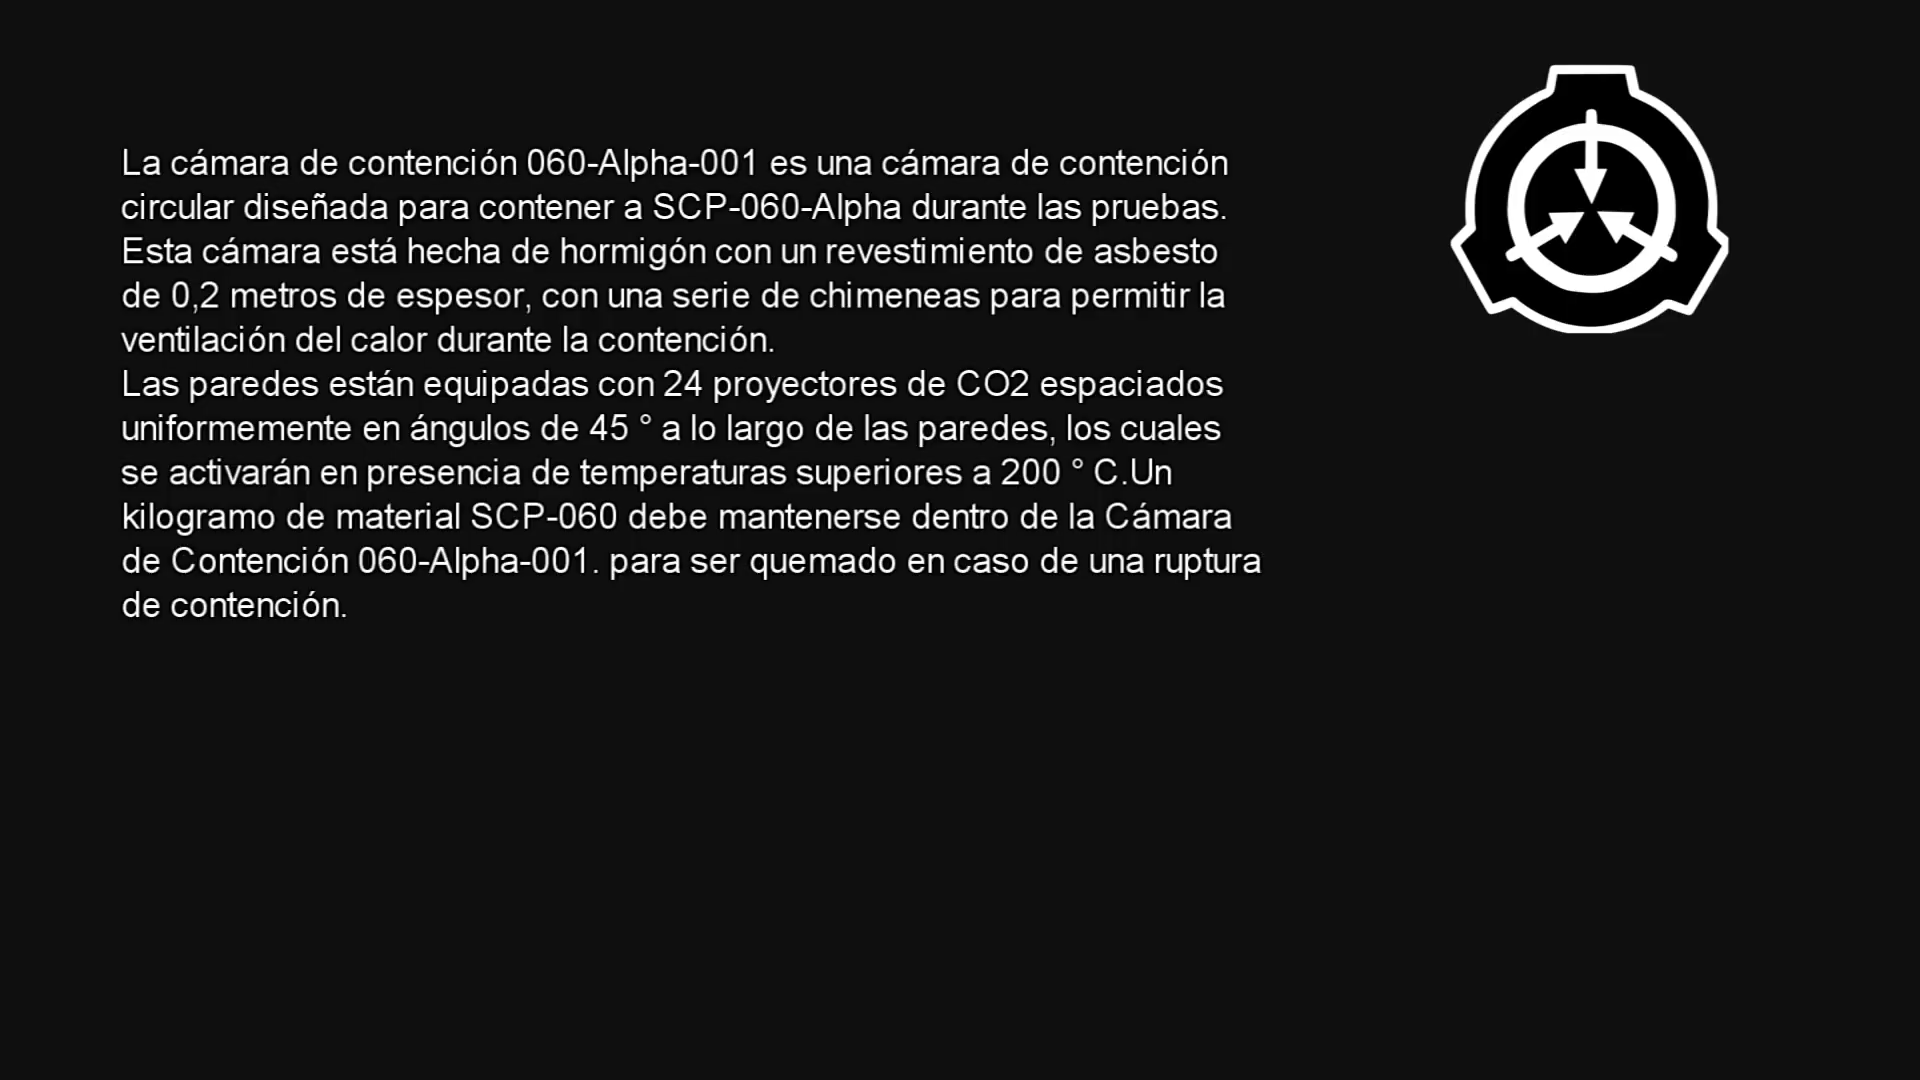 La cámara de contención 060-Alpha-001 es una cámara de contención
circular diseñada para contener a SCP-060-Alpha durante las pruebas.
Esta cámara está hecha de hormigón con un revestimiento de asbesto
de 0,2 metros de espesor, con una serie de chimeneas para permitir la
ventilación del calor durante la contención.
Las paredes están equipadas con 24 proyectores de CO2 espaciados
uniformemente en ángulos de 45 ° a lo largo de las paredes, los cuales
se activarán en presencia de temperaturas superiores a 200 ° C.Un
kilogramo de material SCP-060 debe mantenerse dentro de la Cámara
de Contención 060-Alpha-001. para ser quemado en caso de una ruptura
de contención.